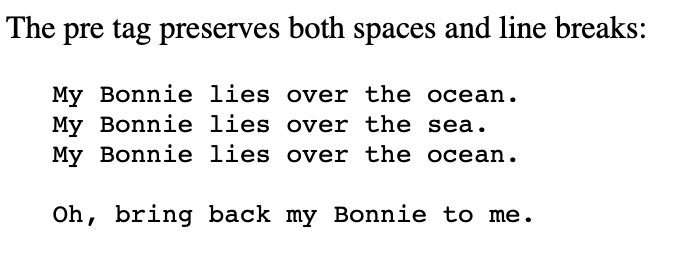 The pre tag preserves both spaces and line breaks:
My Bonnie lies over the ocean.
My Bonnie lies over the sea.
My Bonnie lies over the ocean.
Oh, bring back my Bonnie to me.